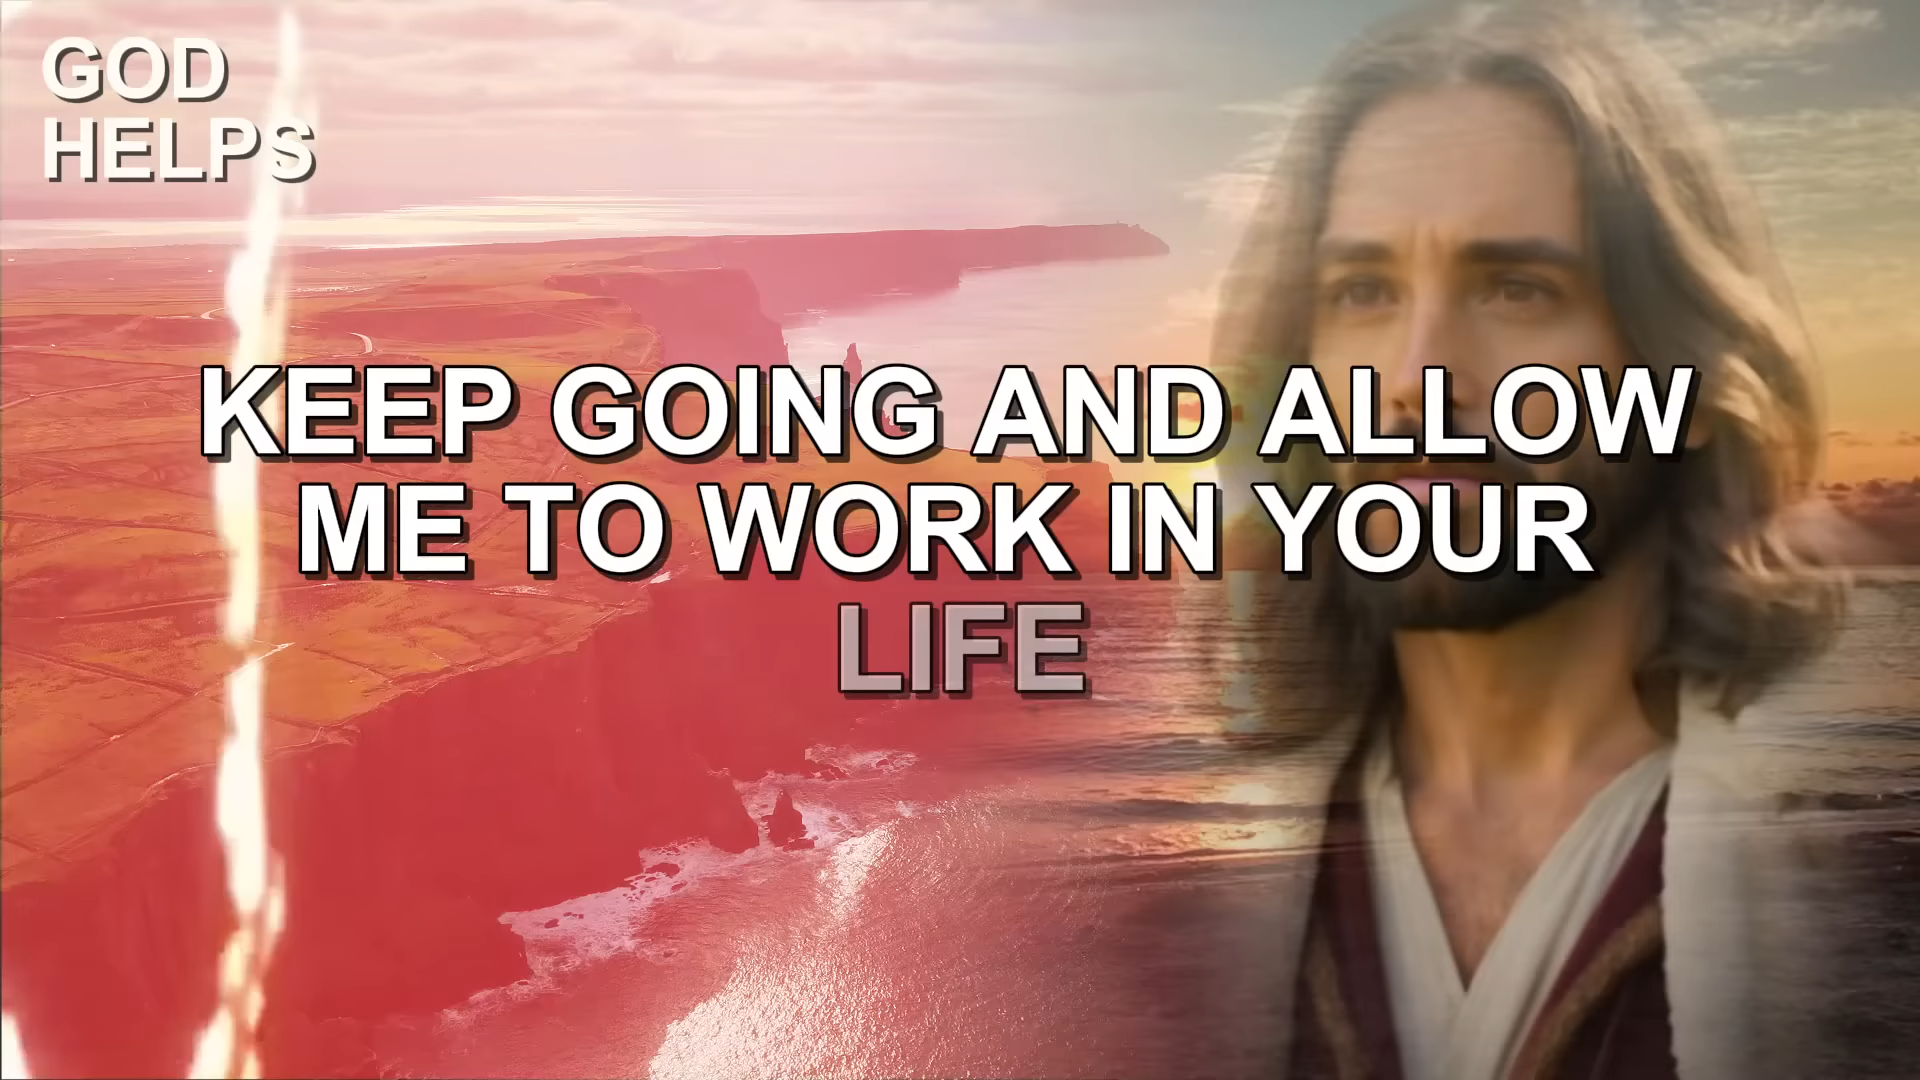 GOD
HELPS
KEEP GOING AND ALLOW
ME TO WORK IN YOUR
LIFE